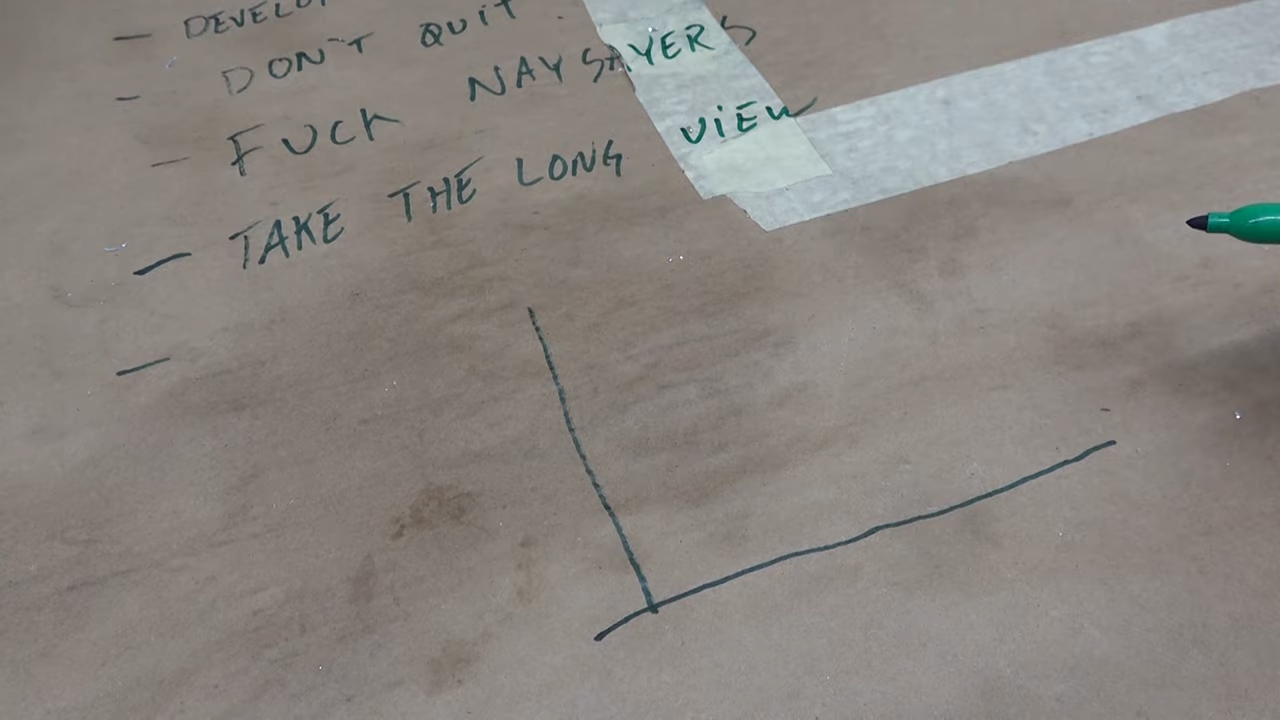 — DON'T QUIT
— FUCK NAYSAYERS
— TAKE THE LONG VIEW
—